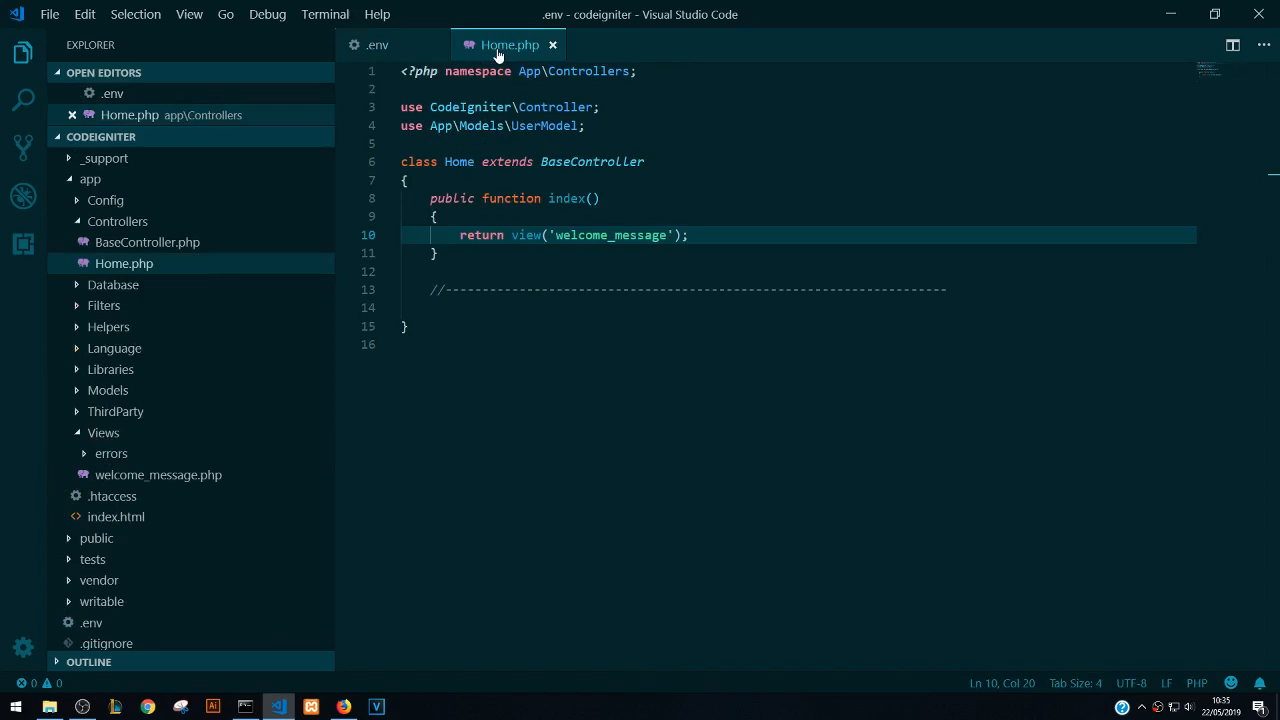 File Edit Selection View Go Debug Terminal Help
.env - codeigniter - Visual Studio Code
EXPLORER
OPEN EDITORS
.env
Home.php app\Controllers
CODEIGNITER
_support
app
Config
Controllers
BaseController.php
Home.php
Database
Filters
Helpers
Language
Libraries
Models
ThirdParty
Views
errors
welcome_message.php
.htaccess
index.html
public
tests
vendor
writable
.env
.gitignore
OUTLINE
.env
Home.php
1 <?php namespace App\Controllers;
2
3 use CodeIgniter\Controller;
4 use App\Models\UserModel;
5
6 class Home extends BaseController
7 {
8 public function index()
9 {
10 return view('welcome_message');
11 }
12
13 //--------------------------------------------------------------------
14
15 }
16
0 0
Ln 10, Col 20 Tab Size: 4 UTF-8 LF PHP
Ai
V
10:35
22/05/2019